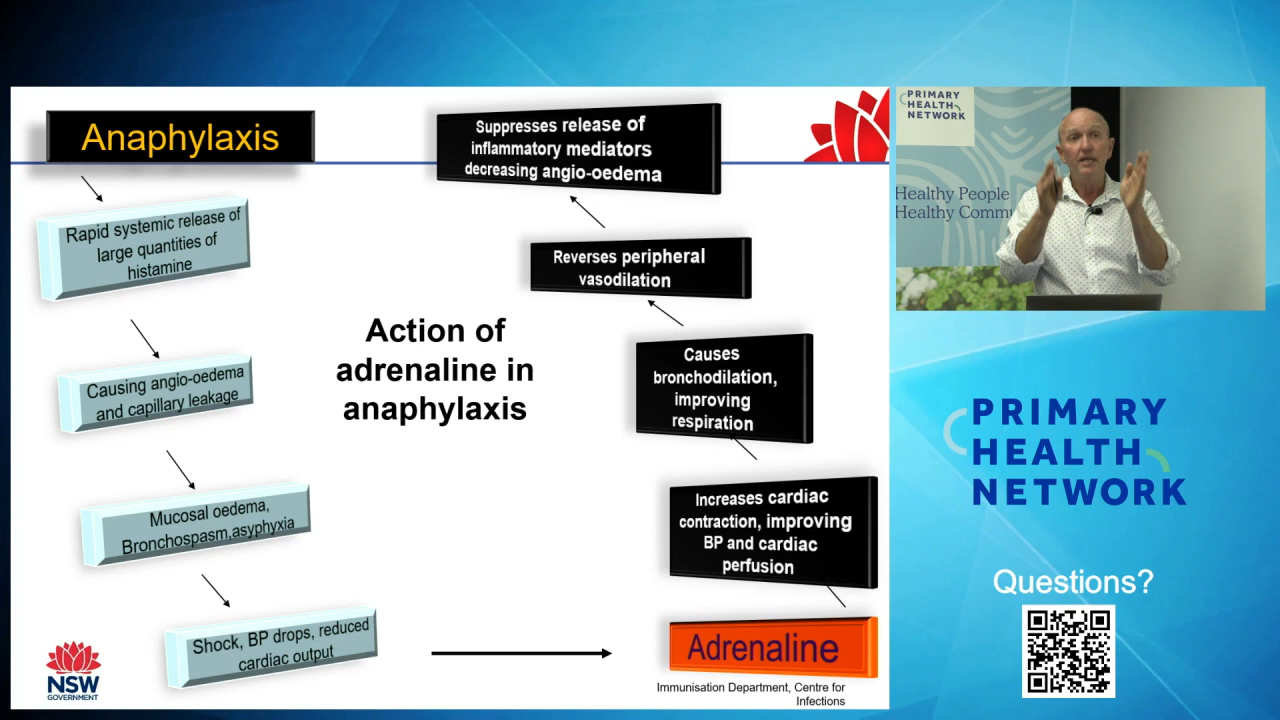 Anaphylaxis
Rapid systemic release of
large quantities of
histamine
Causing angio-oedema
and capillary leakage
Mucosal oedema,
Bronchospasm,asyphyxia
Shock, BP drops, reduced
cardiac output
Action of
adrenaline in
anaphylaxis
Suppresses release of
inflammatory mediators
decreasing angio-oedema
Reverses peripheral
vasodilation
Causes
bronchodilation,
improving
respiration
Increases cardiac
contraction, improving
BP and cardiac
perfusion
Adrenaline
Immunisation Department, Centre for
Infections
NSW
GOVERNMENT
PRIMARY
HEALTH
NETWORK
Healthy People
Healthy Commu
PRIMARY
HEALTH
NETWORK
Questions?